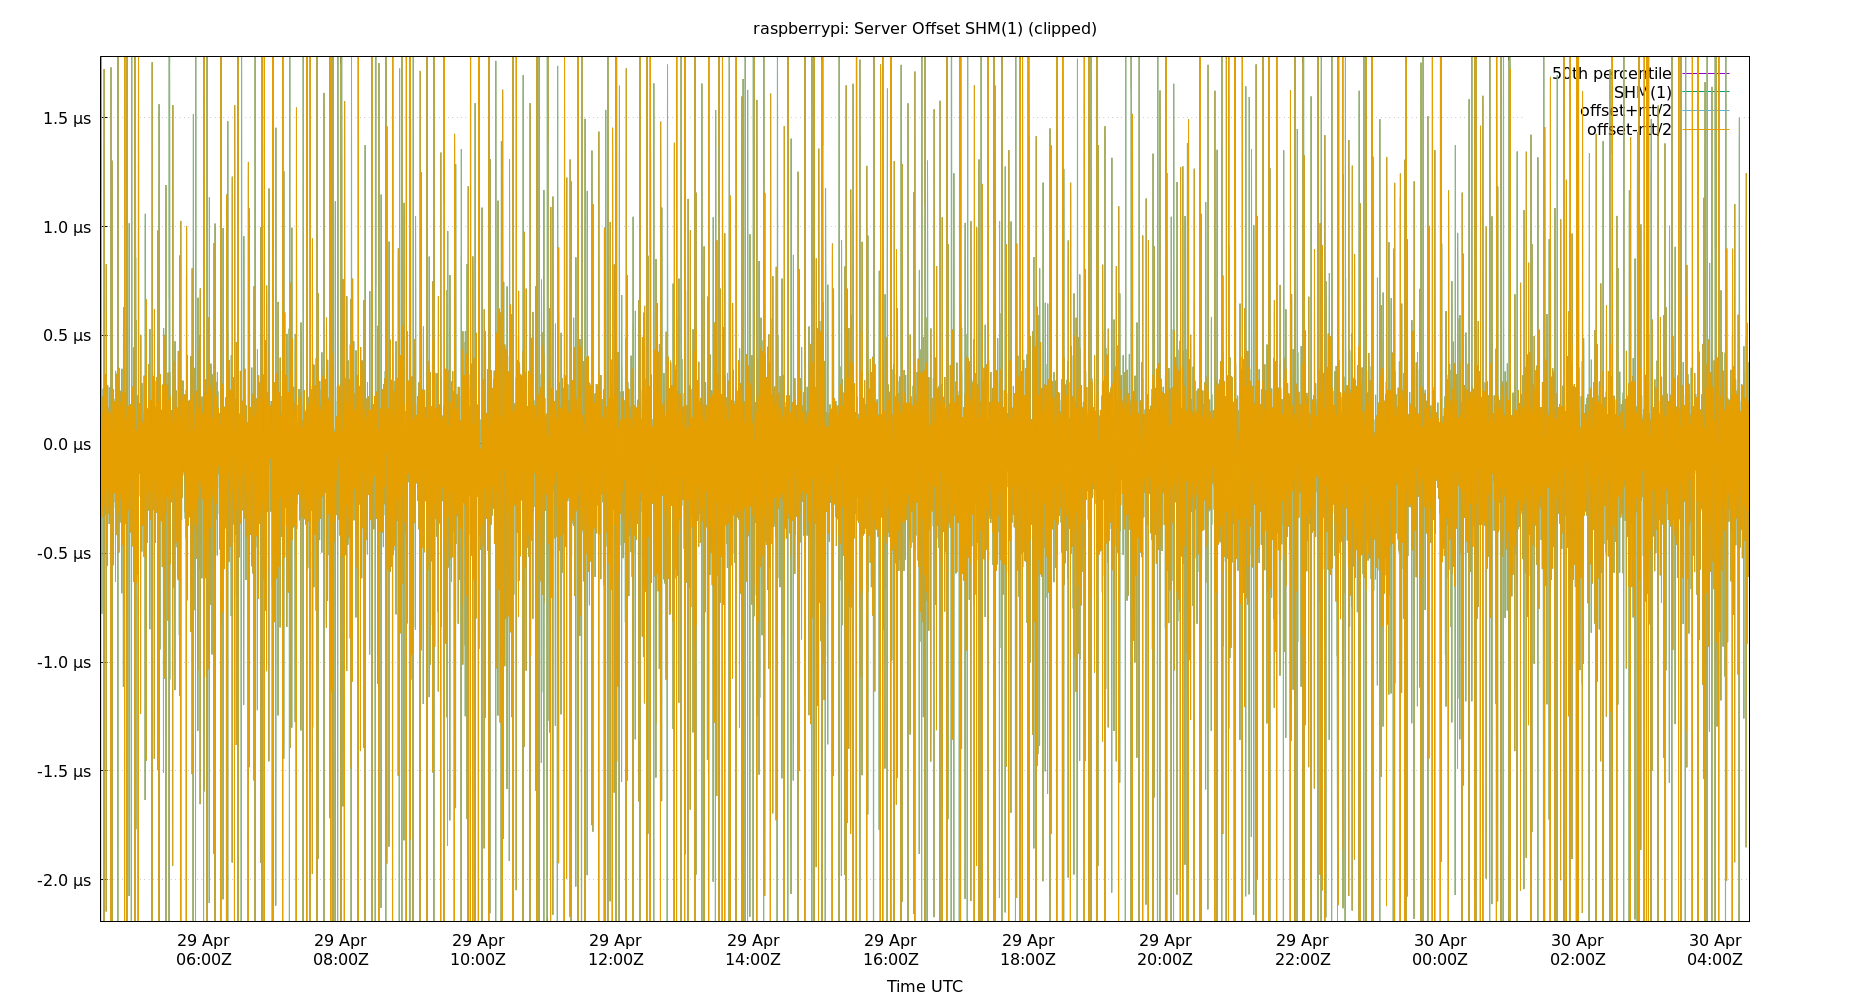 raspberrypi: Server Offset SHM(1) (clipped)
50th percentile
SHM(1)
offset+rtt/2
offset-rtt/2
1.5 µs
1.0 µs
0.5 µs
0.0 µs
-0.5 µs
-1.0 µs
-1.5 µs
-2.0 µs
29 Apr 29 Apr 29 Apr 29 Apr 29 Apr 29 Apr 29 Apr 29 Apr 29 Apr 30 Apr 30 Apr 30 Apr
06:00Z 08:00Z 10:00Z 12:00Z 14:00Z 16:00Z 18:00Z 20:00Z 22:00Z 00:00Z 02:00Z 04:00Z
Time UTC